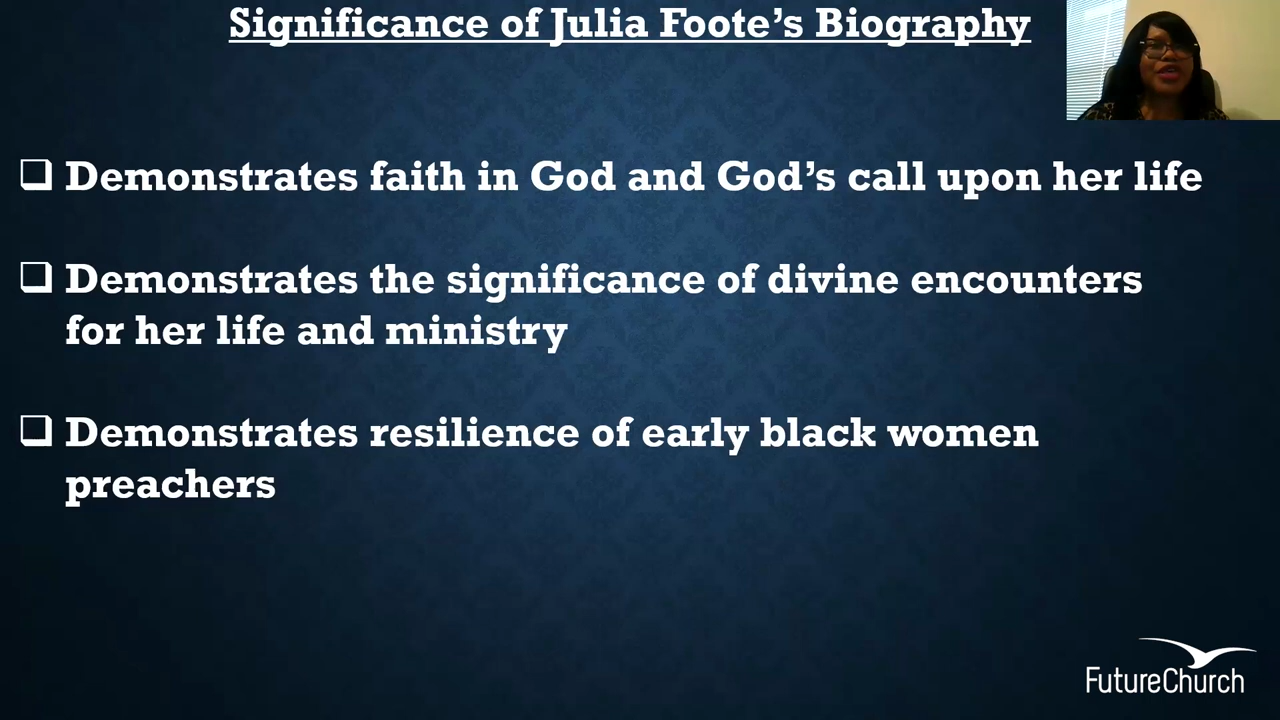 Significance of Julia Foote's Biography
Demonstrates faith in God and God's call upon her life
Demonstrates the significance of divine encounters
for her life and ministry
Demonstrates resilience of early black women
preachers
FutureChurch